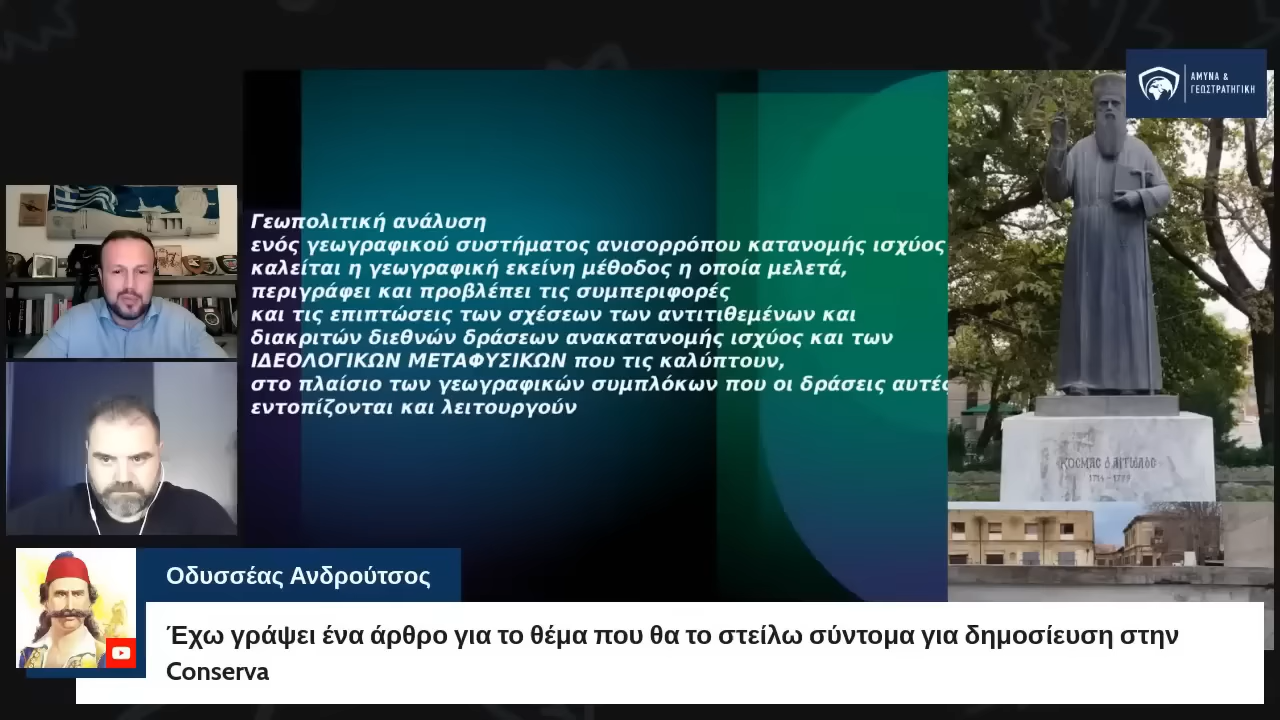 ΑΜΥΝΑ &
ΓΕΩΣΤΡΑΤΗΓΙΚΗ
Γεωπολιτική ανάλυση
ενός γεωγραφικού συστήματος ανισορρόπου κατανομής ισχύος
καλείται η γεωγραφική εκείνη μέθοδος η οποία μελετά,
περιγράφει και προβλέπει τις συμπεριφορές
και τις επιπτώσεις των σχέσεων των αντιτιθεμένων και
διακριτών διεθνών δράσεων ανακατανομής ισχύος και των
ΙΔΕΟΛΟΓΙΚΩΝ ΜΕΤΑΦΥΣΙΚΩΝ που τις καλύπτουν,
στο πλαίσιο των γεωγραφικών συμπλόκων που οι δράσεις αυτές
εντοπίζονται και λειτουργούν
ΚΟΣΜΑΣ Ο ΑΙΤΩΛΟΣ
1714-1779
Οδυσσέας Ανδρούτσος
Έχω γράψει ένα άρθρο για το θέμα που θα το στείλω σύντομα για δημοσίευση στην
Conserva